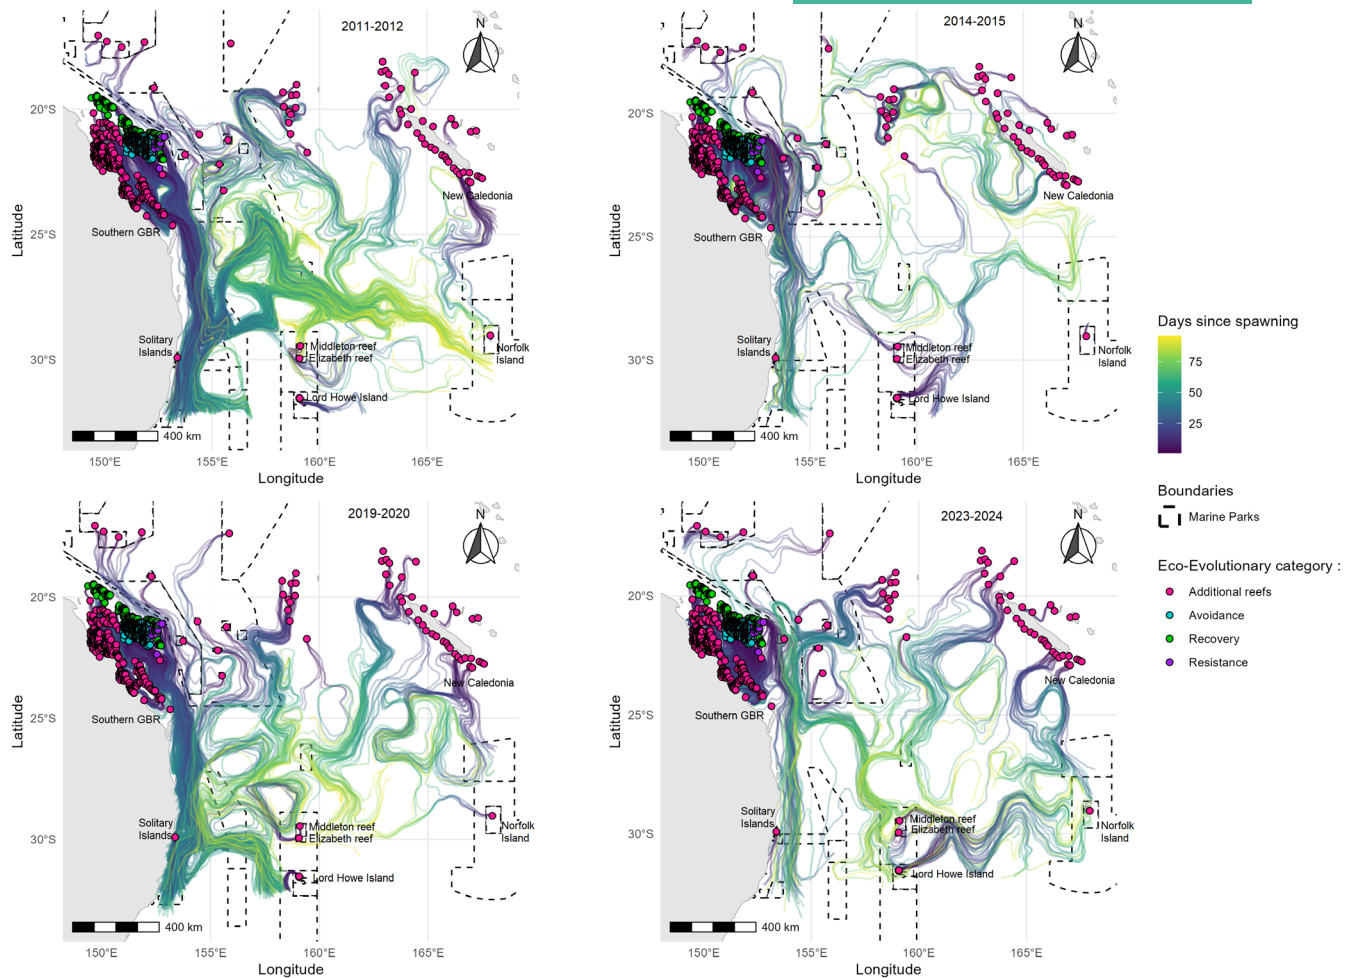 2011-2012
N
20°S
25°S
30°S
Latitude
New Caledonia
Southern GBR
Solitary
Islands
Middleton reef
Elizabeth reef
Lord Howe Island
Norfolk
Island
400 km
150°E
155°E
160°E
165°E
Longitude
2014-2015
N
20°S
25°S
30°S
Latitude
New Caledonia
Southern GBR
Solitary
Islands
Middleton reef
Elizabeth reef
Lord Howe Island
Norfolk
Island
400 km
150°E
155°E
160°E
165°E
Longitude
2019-2020
N
20°S
25°S
30°S
Latitude
New Caledonia
Southern GBR
Solitary
Islands
Middleton reef
Elizabeth reef
Lord Howe Island
Norfolk
Island
400 km
150°E
155°E
160°E
165°E
Longitude
2023-2024
N
20°S
25°S
30°S
Latitude
New Caledonia
Southern GBR
Solitary
Islands
Middleton reef
Elizabeth reef
Lord Howe Island
Norfolk
Island
400 km
150°E
155°E
160°E
165°E
Longitude
Days since spawning
75
50
25
Boundaries
Marine Parks
Eco-Evolutionary category :
Additional reefs
Avoidance
Recovery
Resistance